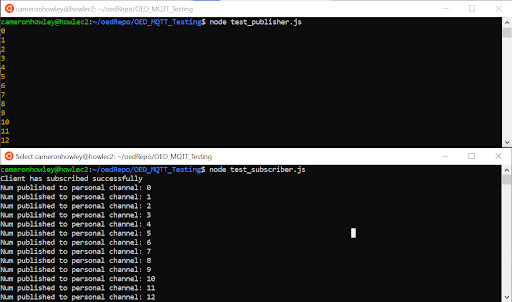 cameronhowley@howlec2: ~/oedRepo/OED_MQTT_Testing
cameronhowley@howlec2:~/oedRepo/OED_MQTT_Testing$ node test_publisher.js
0
1
2
3
4
5
6
7
8
9
10
11
12
Select cameronhowley@howlec2: ~/oedRepo/OED_MQTT_Testing
cameronhowley@howlec2:~/oedRepo/OED_MQTT_Testing$ node test_subscriber.js
Client has subscribed successfully
Num published to personal channel: 0
Num published to personal channel: 1
Num published to personal channel: 2
Num published to personal channel: 3
Num published to personal channel: 4
Num published to personal channel: 5
Num published to personal channel: 6
Num published to personal channel: 7
Num published to personal channel: 8
Num published to personal channel: 9
Num published to personal channel: 10
Num published to personal channel: 11
Num published to personal channel: 12